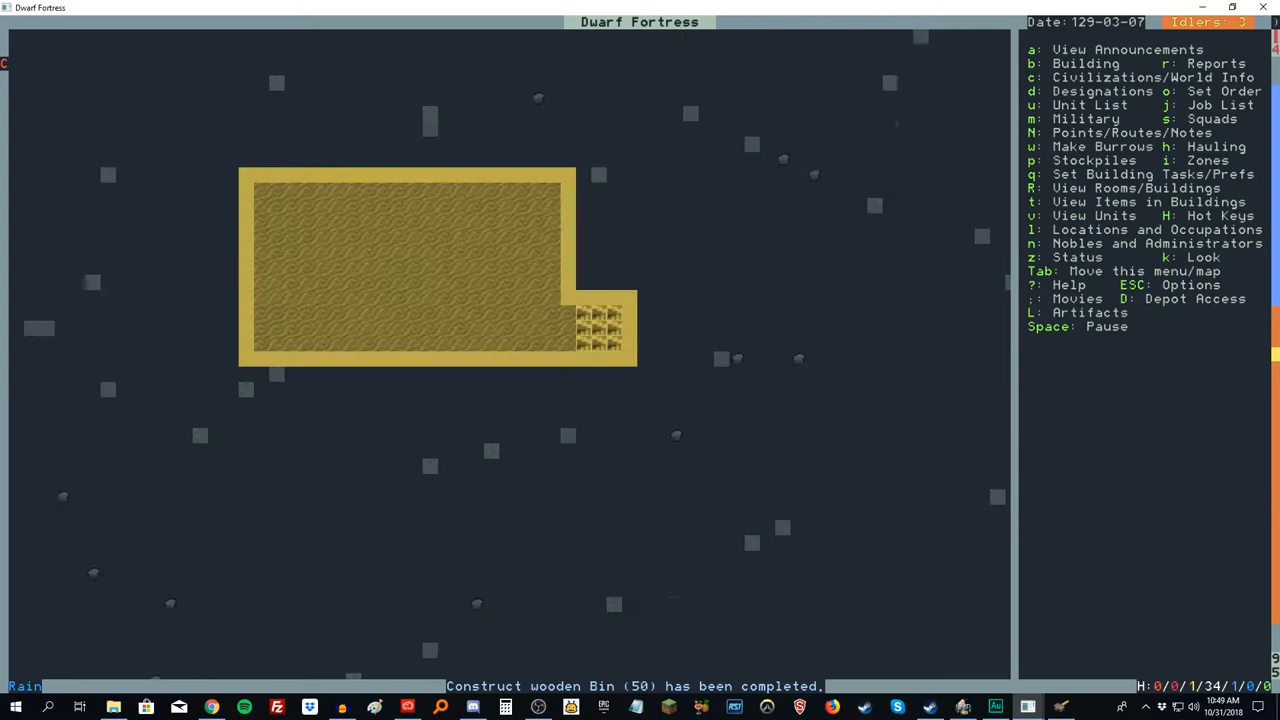 Dwarf Fortress
Dwarf Fortress
Date:129-03-07 Idlers: 3
a: View Announcements
b: Building r: Reports
c: Civilizations/World Info
d: Designations o: Set Order
u: Unit List j: Job List
m: Military s: Squads
N: Points/Routes/Notes
w: Make Burrows h: Hauling
p: Stockpiles i: Zones
q: Set Building Tasks/Prefs
R: View Rooms/Buildings
t: View Items in Buildings
v: View Units H: Hot Keys
l: Locations and Occupations
n: Nobles and Administrators
z: Status k: Look
Tab: Move this menu/map
?: Help ESC: Options
;: Movies D: Depot Access
L: Artifacts
Space: Pause
C
9
5
Rain
Construct wooden Bin (50) has been completed.
H:0/0/1/34/1/0/0
10:49 AM
10/31/2018